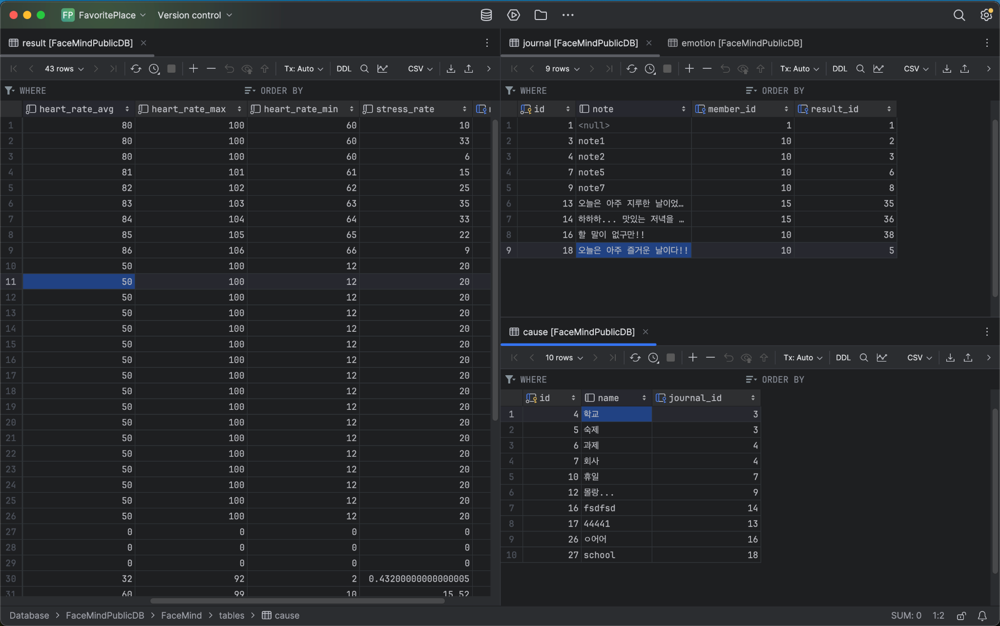 FP FavoritePlace Version control
result [FaceMindPublicDB]
43 rows Tx: Auto DDL CSV
WHERE ORDER BY
heart_rate_avg heart_rate_max heart_rate_min stress_rate
1 80 100 60 10
2 80 100 60 33
3 80 100 60 6
4 81 101 61 15
5 82 102 62 25
6 83 103 63 35
7 84 104 64 33
8 85 105 65 22
9 86 106 66 9
10 50 100 12 20
11 50 100 12 20
12 50 100 12 20
13 50 100 12 20
14 50 100 12 20
15 50 100 12 20
16 50 100 12 20
17 50 100 12 20
18 50 100 12 20
19 50 100 12 20
20 50 100 12 20
21 50 100 12 20
22 50 100 12 20
23 50 100 12 20
24 50 100 12 20
25 50 100 12 20
26 50 100 12 20
27 0 0 0 0
28 0 0 0 0
29 0 0 0 0
30 32 92 2 0.43200000000000005
31 60 99 10 15.52
journal [FaceMindPublicDB] emotion [FaceMindPublicDB]
9 rows Tx: Auto DDL CSV
WHERE ORDER BY
id note member_id result_id
1 1 <null> 1 1
2 3 note1 10 2
3 4 note2 10 3
4 7 note5 10 6
5 9 note7 10 8
6 13 오늘은 아주 지루한 날이었… 15 35
7 14 하하하... 맛있는 저녁을 … 15 36
8 16 할 말이 없구만!! 10 38
9 18 오늘은 아주 즐거운 날이다!! 10 5
cause [FaceMindPublicDB]
10 rows Tx: Auto DDL CSV
WHERE ORDER BY
id name journal_id
1 4 학교 3
2 5 숙제 3
3 6 과제 4
4 7 회사 4
5 10 휴일 7
6 12 몰랑... 9
7 16 fsdfsd 14
8 17 44441 13
9 26 ㅇ어어 16
10 27 school 18
Database > FaceMindPublicDB > FaceMind > tables > cause
SUM: 0 1:2